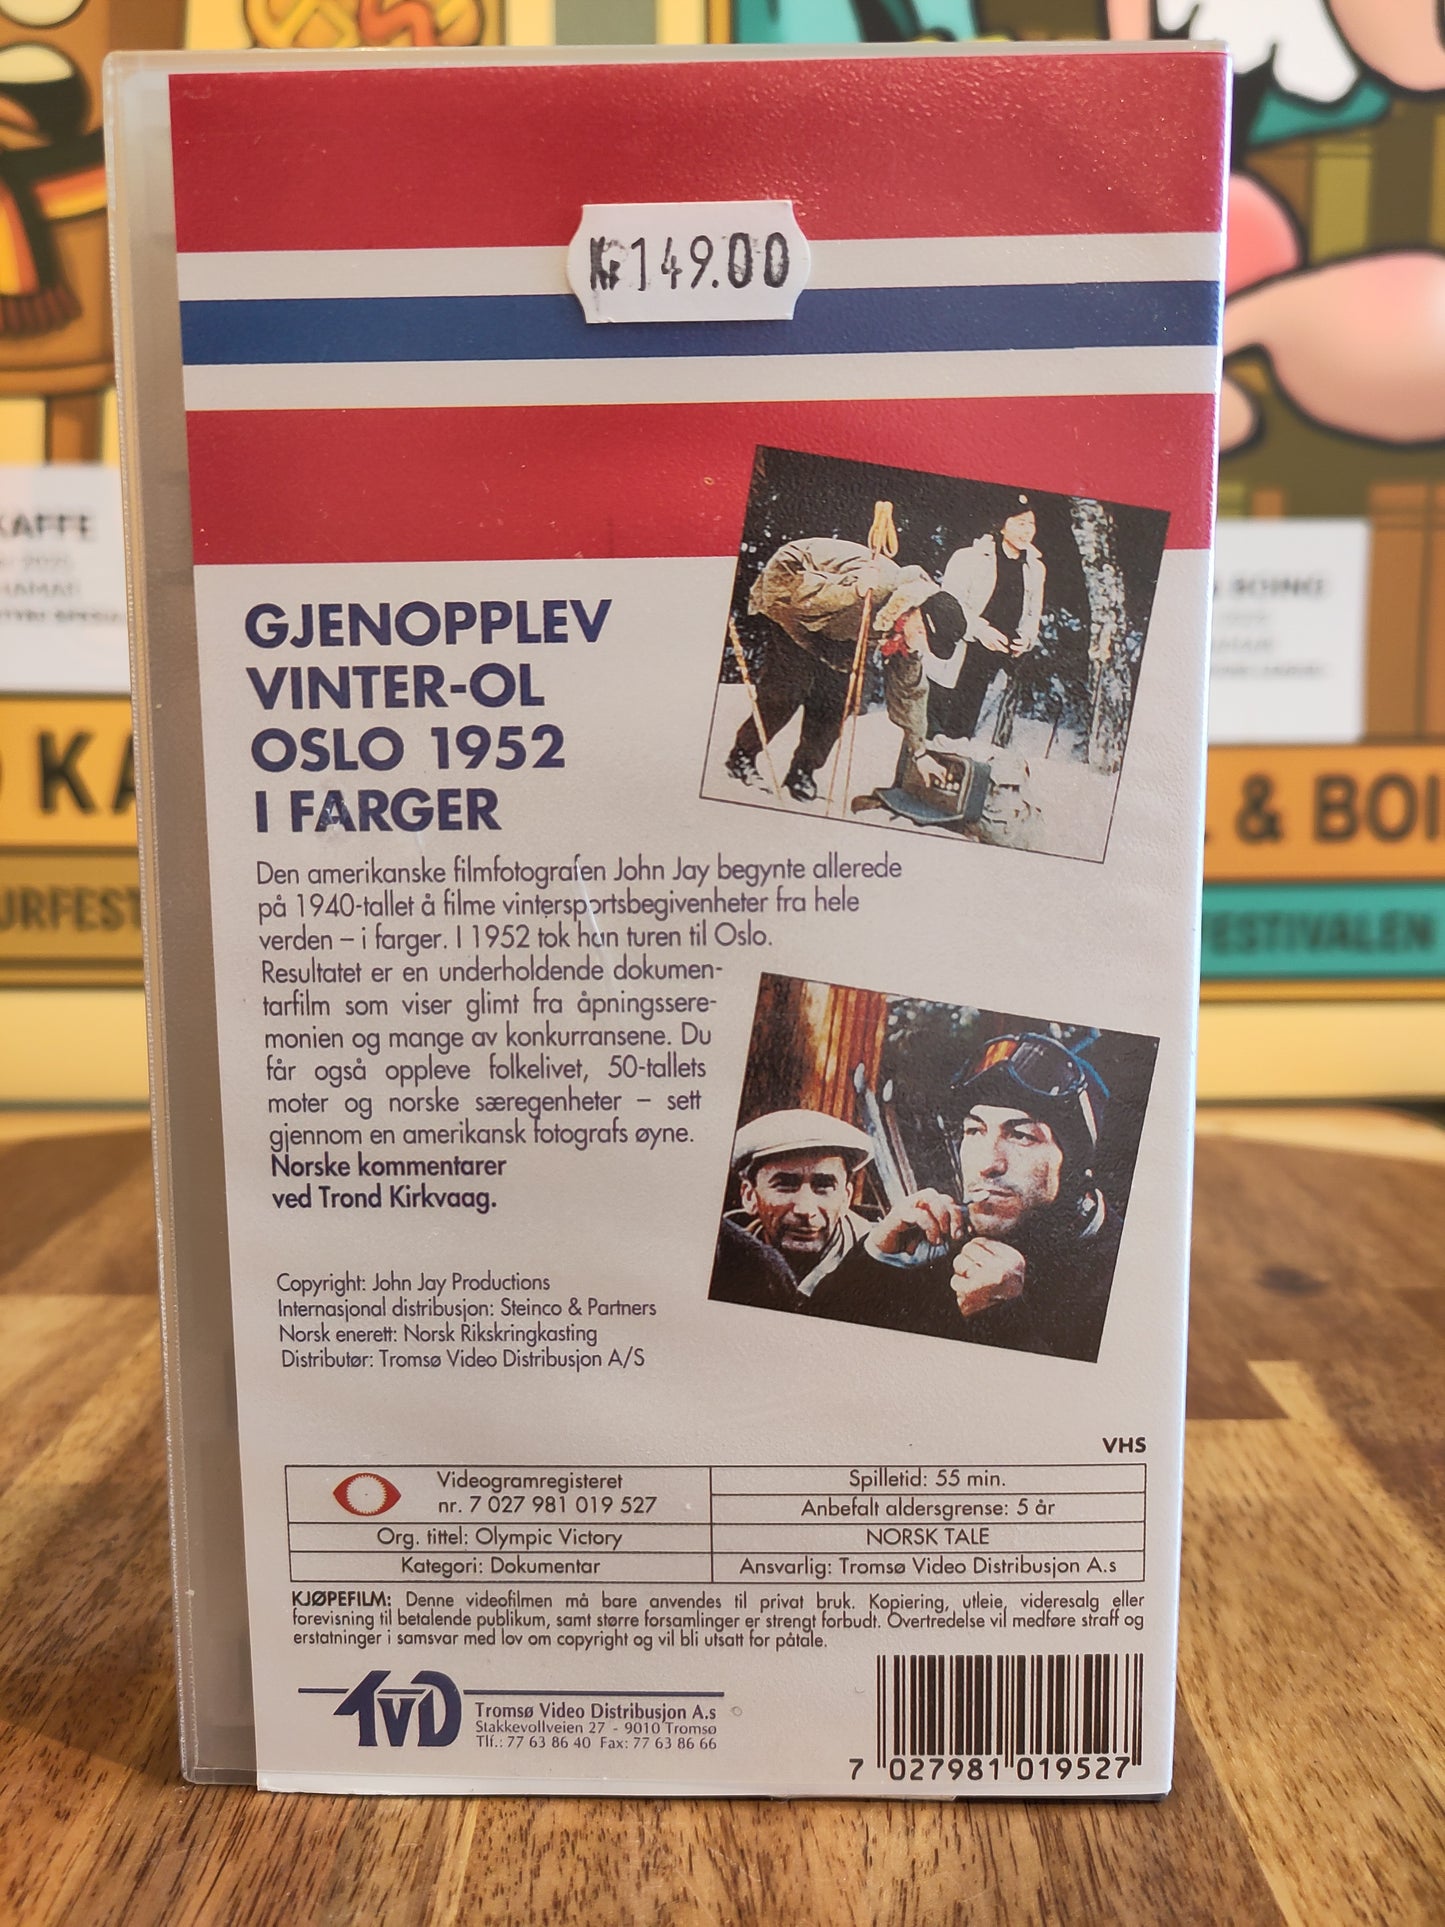 Kr 149.00
GJENOPPLEV
VINTER-OL
OSLO 1952
I FARGER
Den amerikanske filmfotografen John Jay begynte allerede
på 1940-tallet å filme vintersportsbegivenheter fra hele
verden – i farger. I 1952 tok han turen til Oslo.
Resultatet er en underholdende dokumen-
tarfilm som viser glimt fra åpningssere-
monien og mange av konkurransene. Du
får også oppleve folkelivet, 50-tallets
moter og norske særegenheter – sett
gjennom en amerikansk fotografs øyne.
Norske kommentarer
ved Trond Kirkvaag.
Copyright: John Jay Productions
Internasjonal distribusjon: Steinco & Partners
Norsk enerett: Norsk Rikskringkasting
Distributør: Tromsø Video Distribusjon A/S
VHS
Videogramregisteret
nr. 7 027 981 019 527
Spilletid: 55 min.
Anbefalt aldersgrense: 5 år
Org. tittel: Olympic Victory
NORSK TALE
Kategori: Dokumentar
Ansvarlig: Tromsø Video Distribusjon A.s
KJØPEFILM: Denne videofilmen må bare anvendes til privat bruk. Kopiering, utleie, videresalg eller
forevisning til betalende publikum, samt større forsamlinger er strengt forbudt. Overtredelse vil medføre straff og
erstatninger i samsvar med lov om copyright og vil bli utsatt for påtale.
TVD
Tromsø Video Distribusjon A.s
Stakkevollveien 27 - 9010 Tromsø
Tlf.: 77 63 86 40 Fax: 77 63 86 66
7 027981 019527
KAFFE
KA
& BOI
URFEST
FESTIVALEN